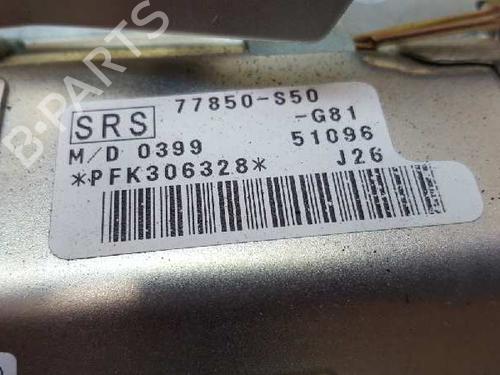 77850-S50
SRS
-G81
M/D 0399
51096
*PFK306328*
J26
B-PARTS